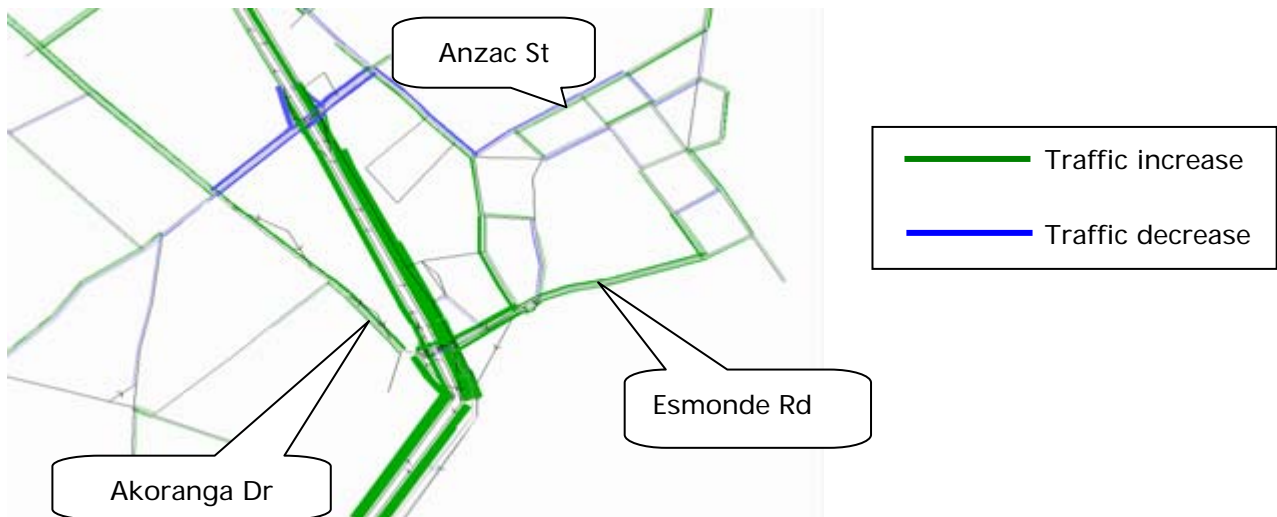 Anzac St
Traffic increase
Traffic decrease
Esmonde Rd
Akoranga Dr